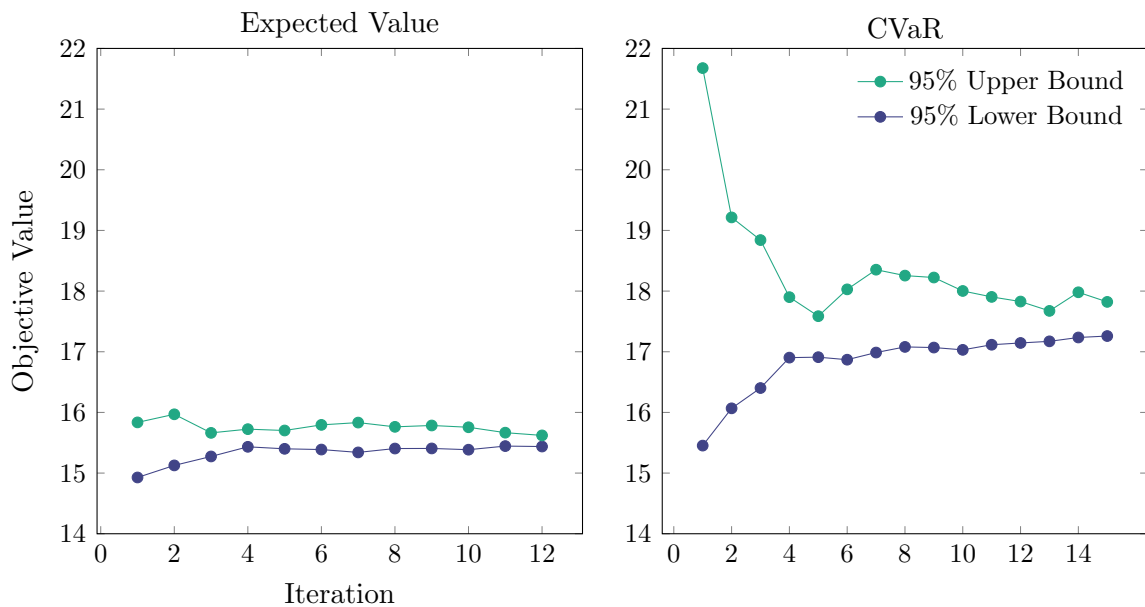 Expected Value
22
21
20
19
18
17
16
15
14
0 2 4 6 8 10 12
Objective Value
Iteration
CVaR
95% Upper Bound
95% Lower Bound
22
21
20
19
18
17
16
15
14
0 2 4 6 8 10 12 14